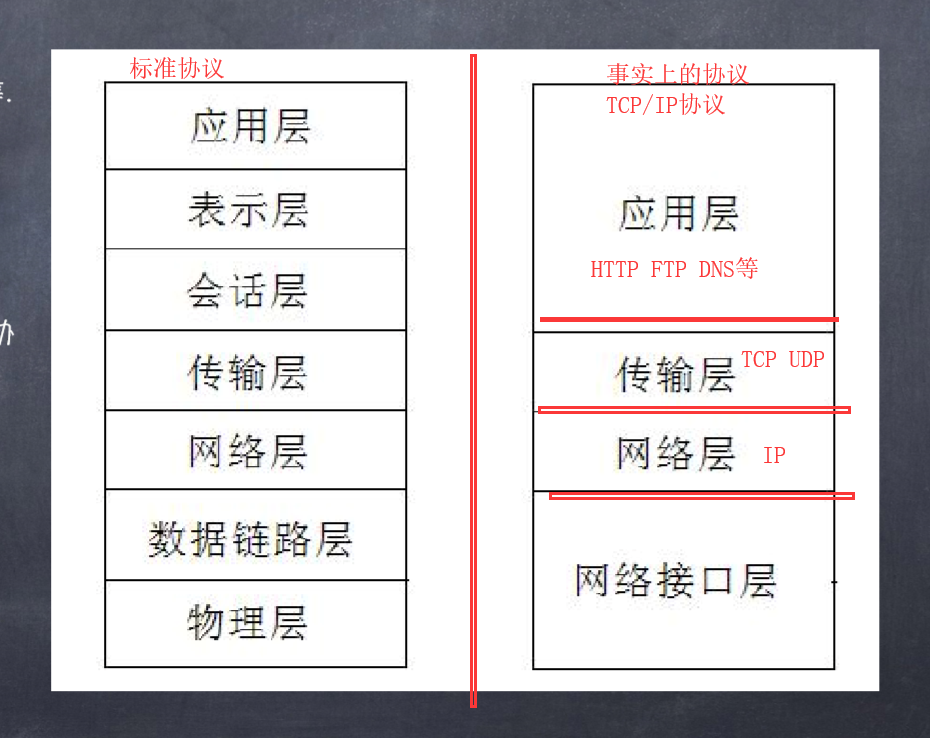 标准协议
应用层
表示层
会话层
传输层
网络层
数据链路层
物理层
事实上的协议
TCP/IP协议
应用层
HTTP FTP DNS等
传输层 TCP UDP
网络层 IP
网络接口层